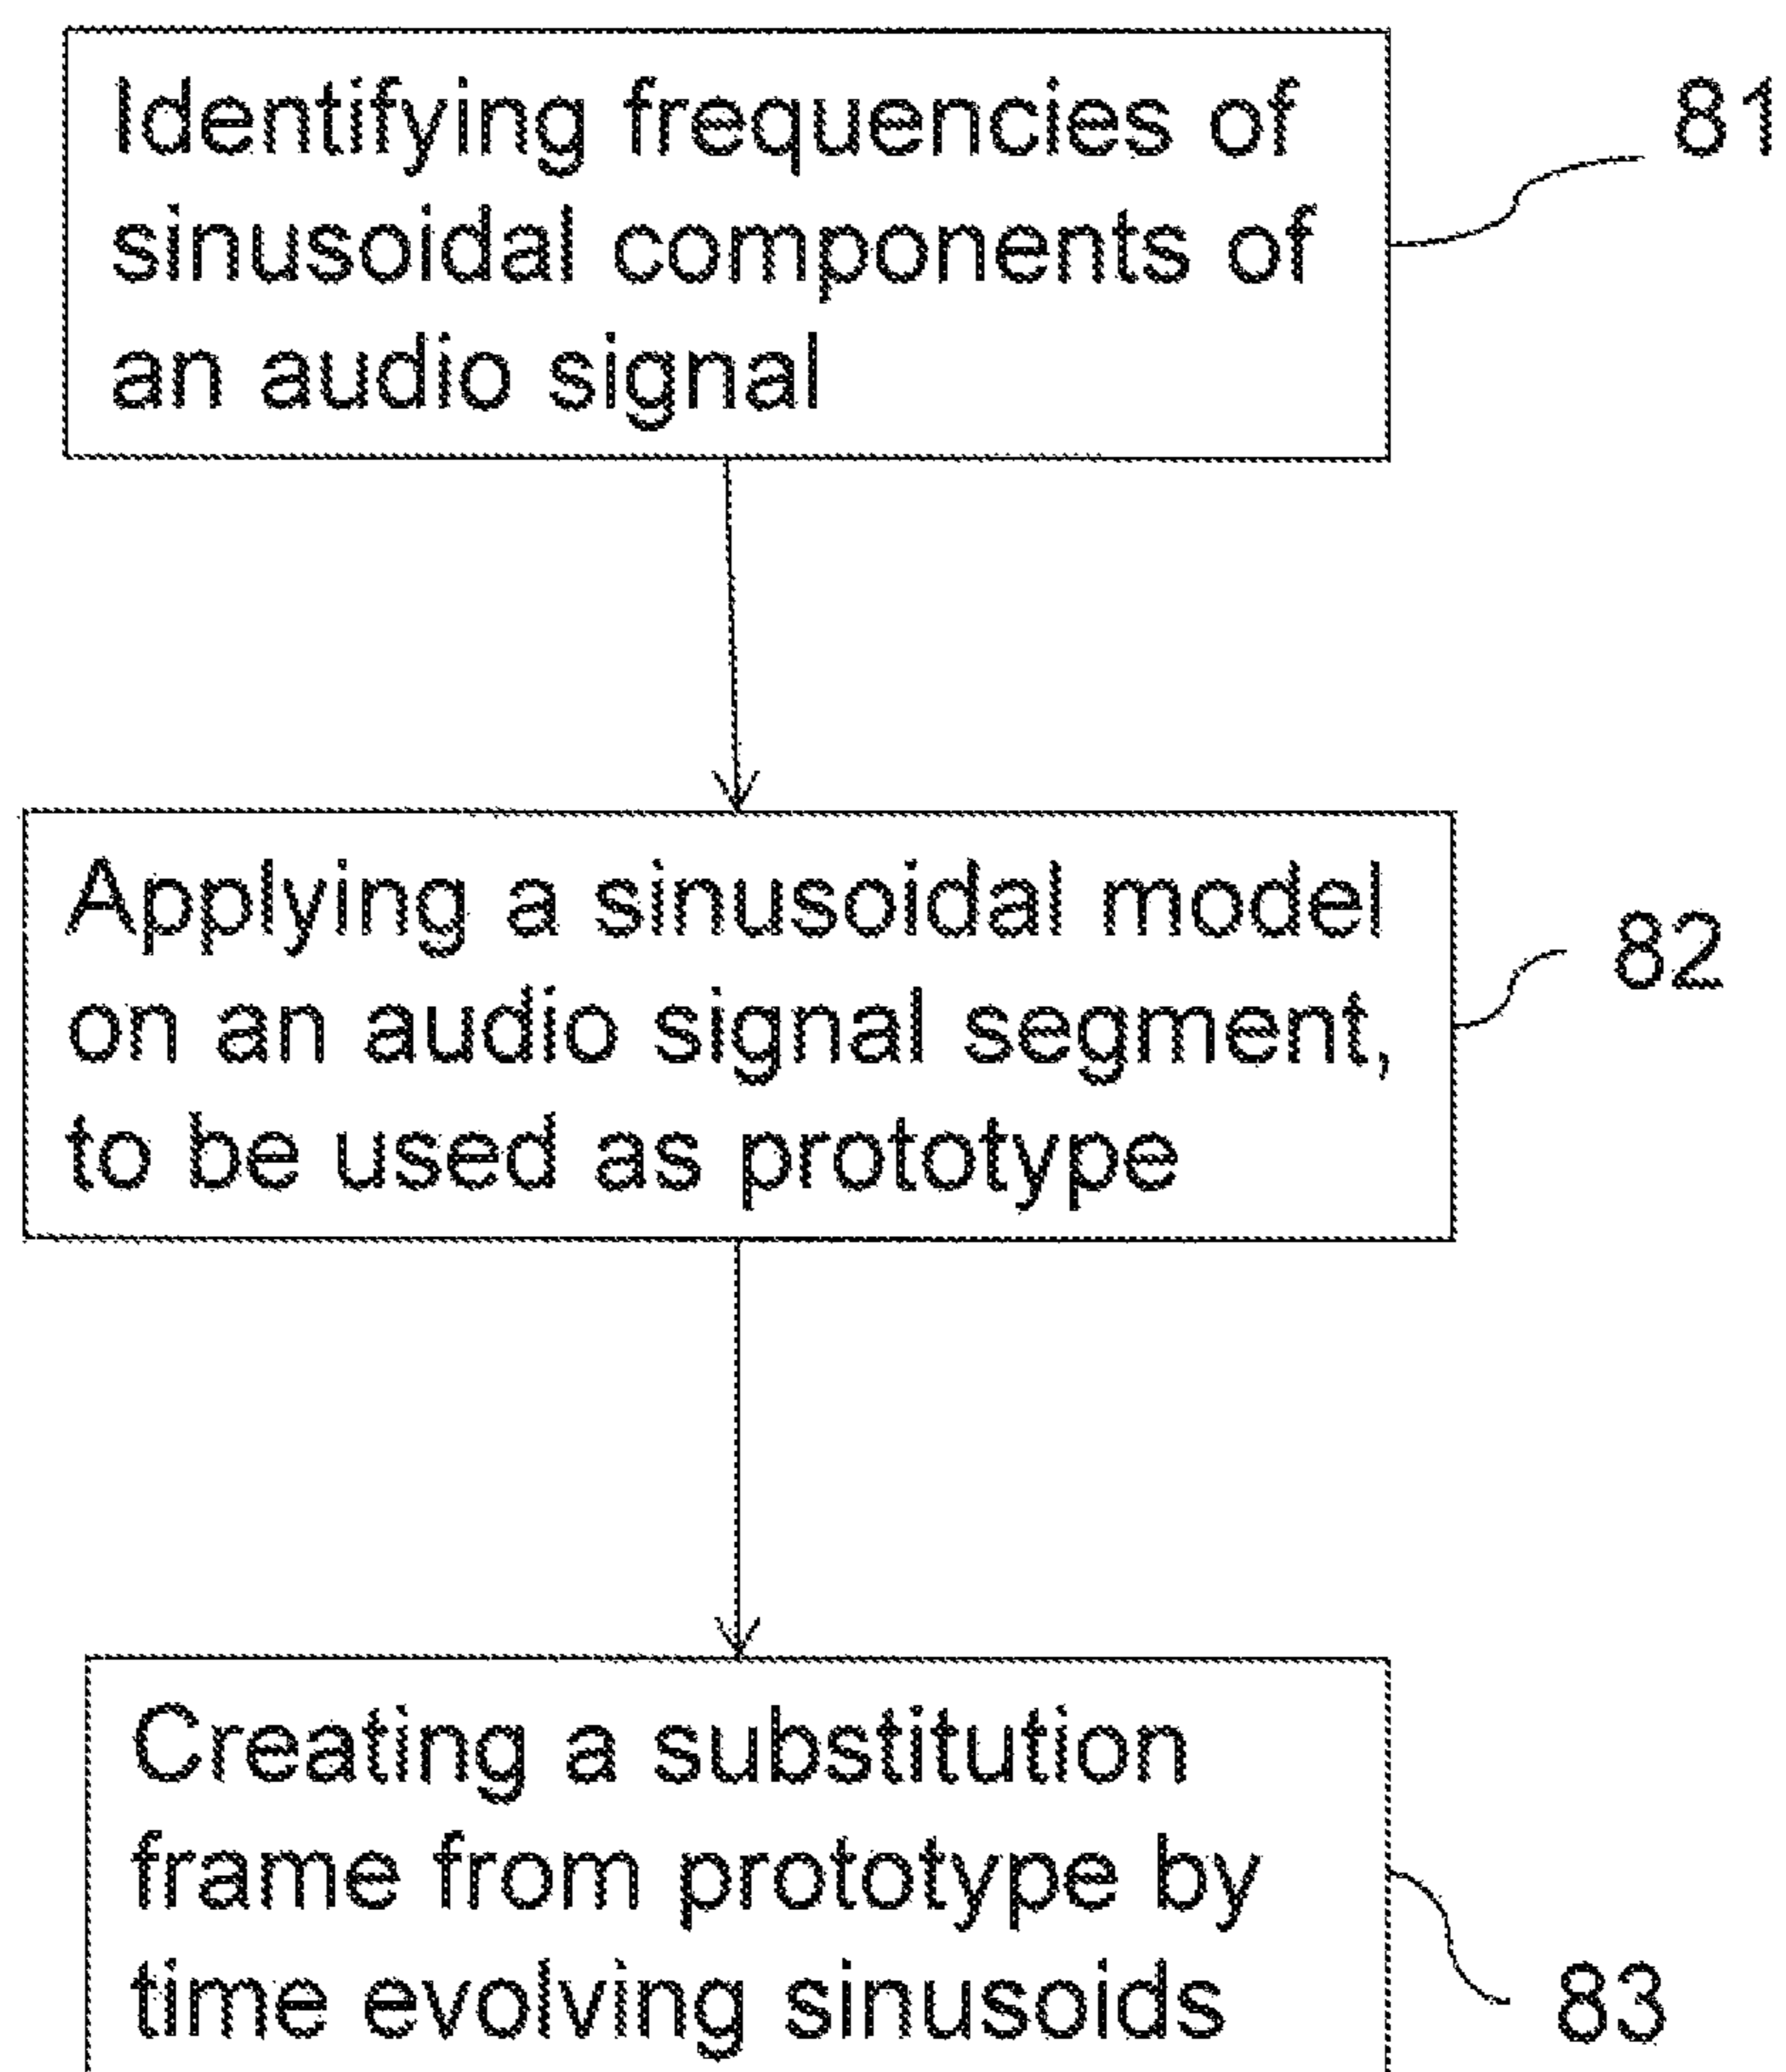 Identifying frequencies of
sinusoidal components of
an audio signal
81
Applying a sinusoidal model
on an audio signal segment,
to be used as prototype
82
Creating a substitution
frame from prototype by
time evolving sinusoids
83